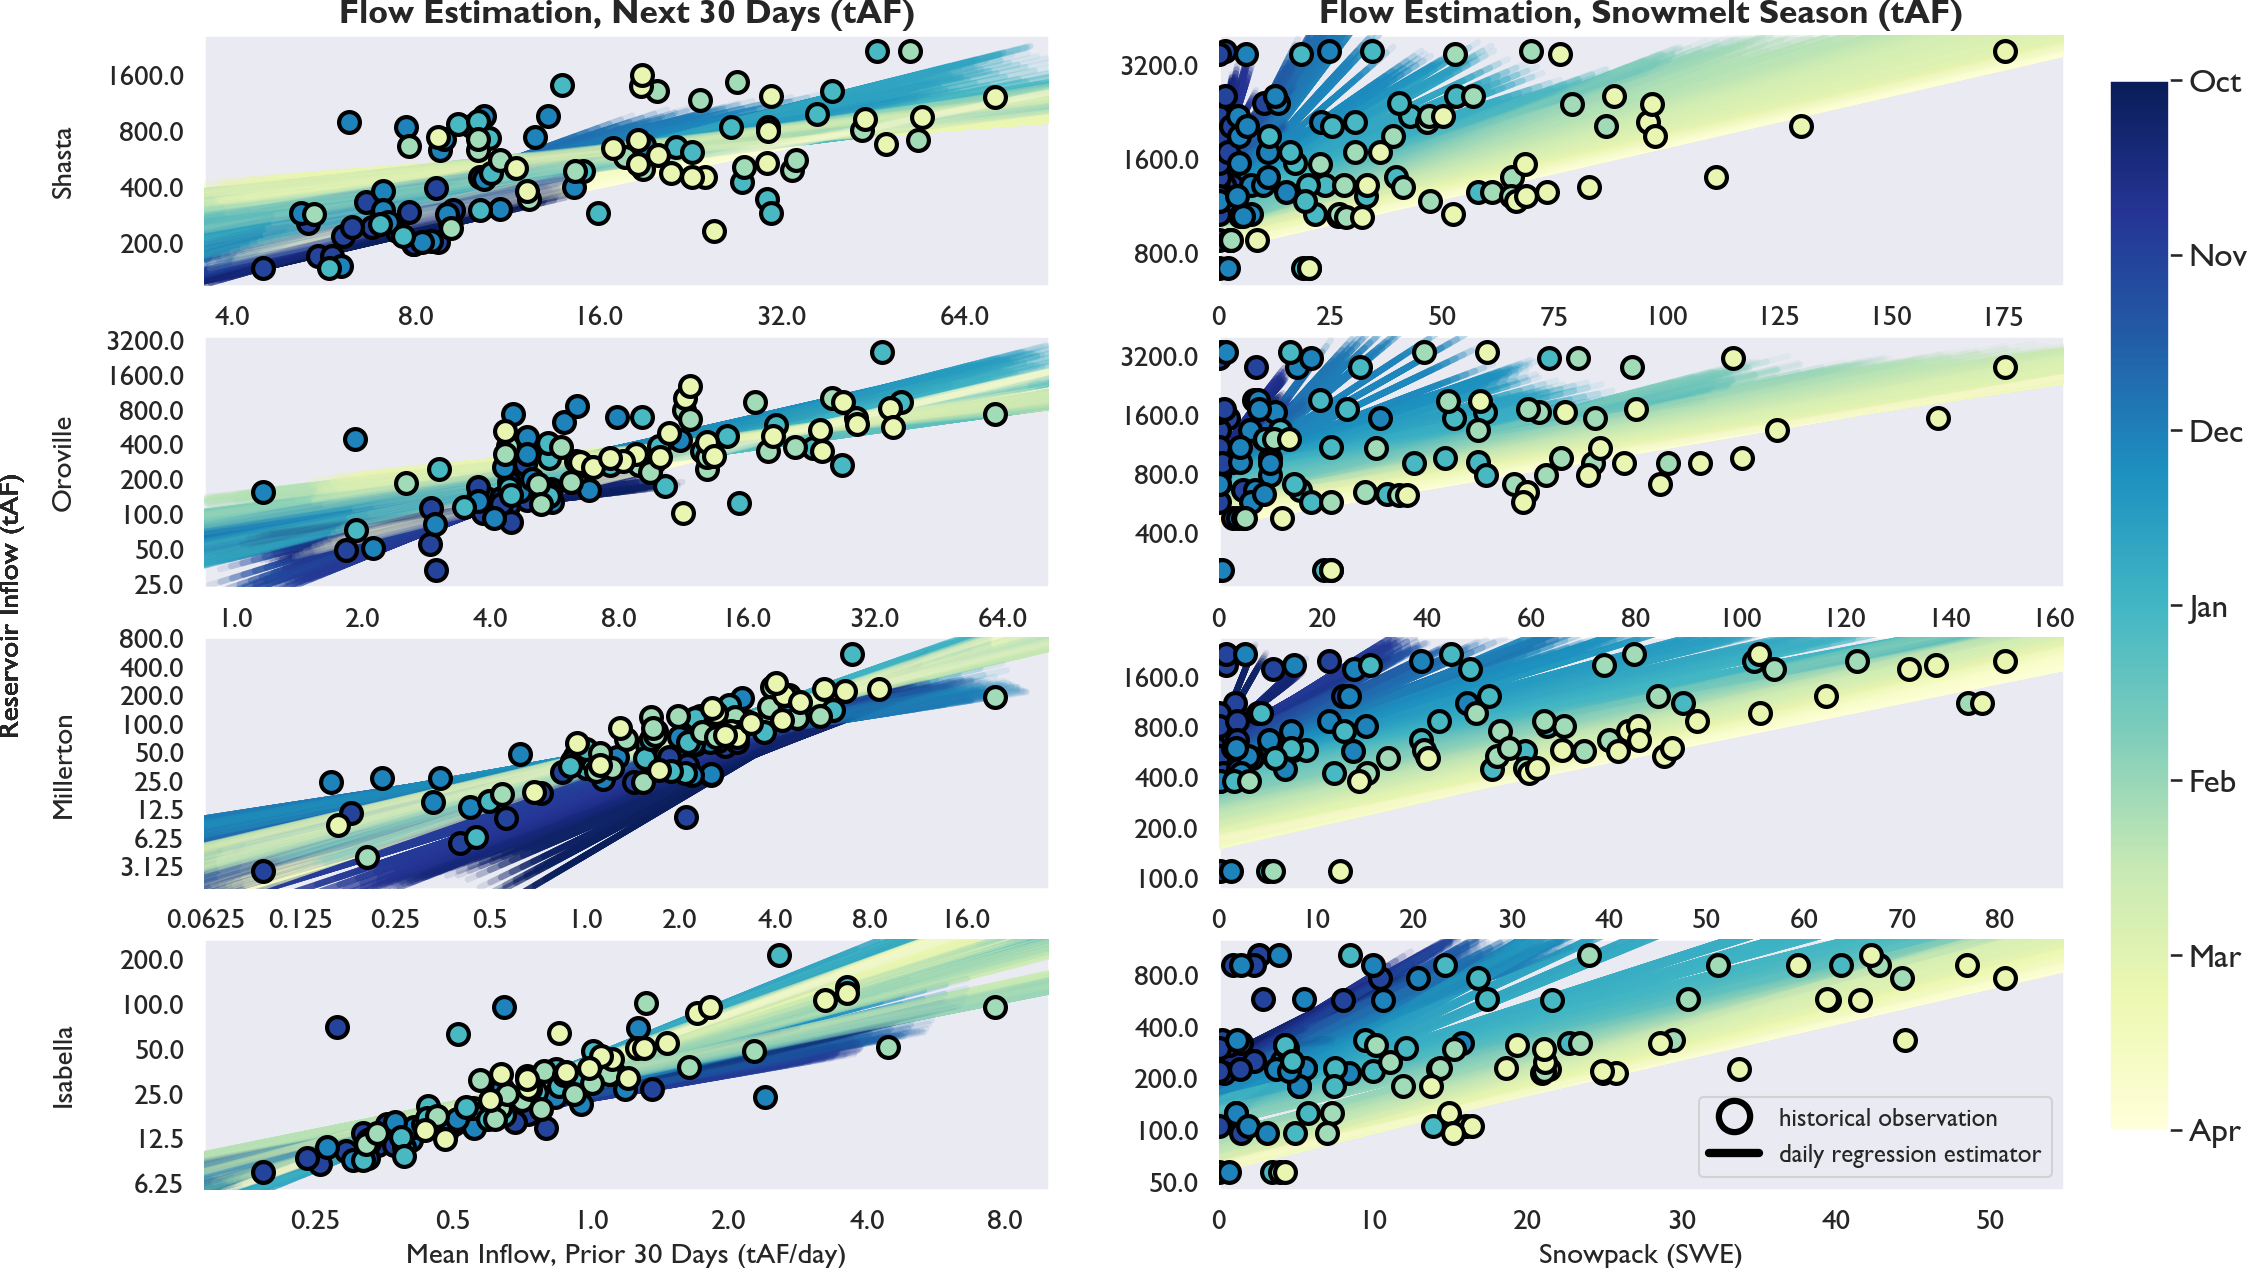 Flow Estimation, Next 30 Days (tAF)
Flow Estimation, Snowmelt Season (tAF)
Reservoir Inflow (tAF)
Shasta
1600.0
800.0
400.0
200.0
4.0 8.0 16.0 32.0 64.0
3200.0
1600.0
800.0
0 25 50 75 100 125 150 175
Oroville
3200.0
1600.0
800.0
400.0
200.0
100.0
50.0
25.0
1.0 2.0 4.0 8.0 16.0 32.0 64.0
3200.0
1600.0
800.0
400.0
0 20 40 60 80 100 120 140 160
Millerton
800.0
400.0
200.0
100.0
50.0
25.0
12.5
6.25
3.125
0.0625 0.125 0.25 0.5 1.0 2.0 4.0 8.0 16.0
1600.0
800.0
400.0
200.0
100.0
0 10 20 30 40 50 60 70 80
Isabella
200.0
100.0
50.0
25.0
12.5
6.25
0.25 0.5 1.0 2.0 4.0 8.0
Mean Inflow, Prior 30 Days (tAF/day)
800.0
400.0
200.0
100.0
50.0
historical observation
daily regression estimator
0 10 20 30 40 50
Snowpack (SWE)
Oct
Nov
Dec
Jan
Feb
Mar
Apr